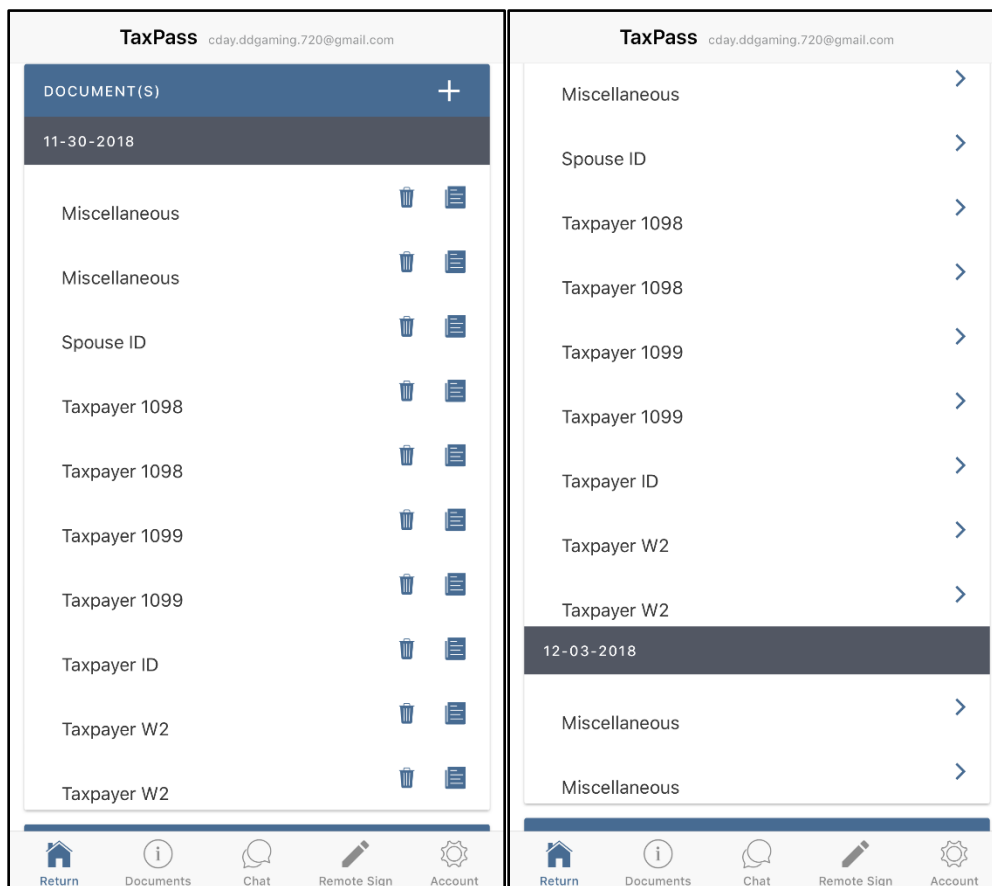 TaxPass cday.ddgaming.720@gmail.com
DOCUMENT(S)
11-30-2018
Miscellaneous
Miscellaneous
Spouse ID
Taxpayer 1098
Taxpayer 1098
Taxpayer 1099
Taxpayer 1099
Taxpayer ID
Taxpayer W2
Taxpayer W2
Return Documents Chat Remote Sign Account
TaxPass cday.ddgaming.720@gmail.com
Miscellaneous
Spouse ID
Taxpayer 1098
Taxpayer 1098
Taxpayer 1099
Taxpayer 1099
Taxpayer ID
Taxpayer W2
Taxpayer W2
12-03-2018
Miscellaneous
Miscellaneous
Return Documents Chat Remote Sign Account